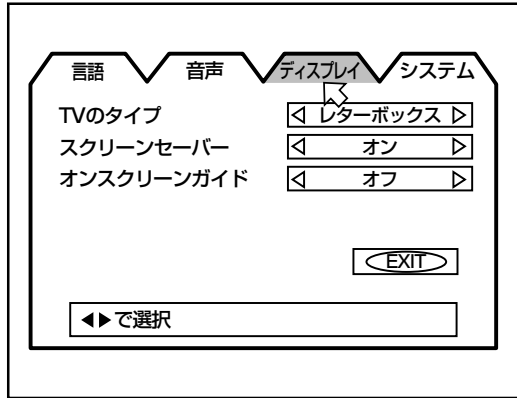 言語 音声 ディスプレイ システム
TVのタイプ レターボックス
スクリーンセーバー オン
オンスクリーンガイド オフ
EXIT
◀▶で選択